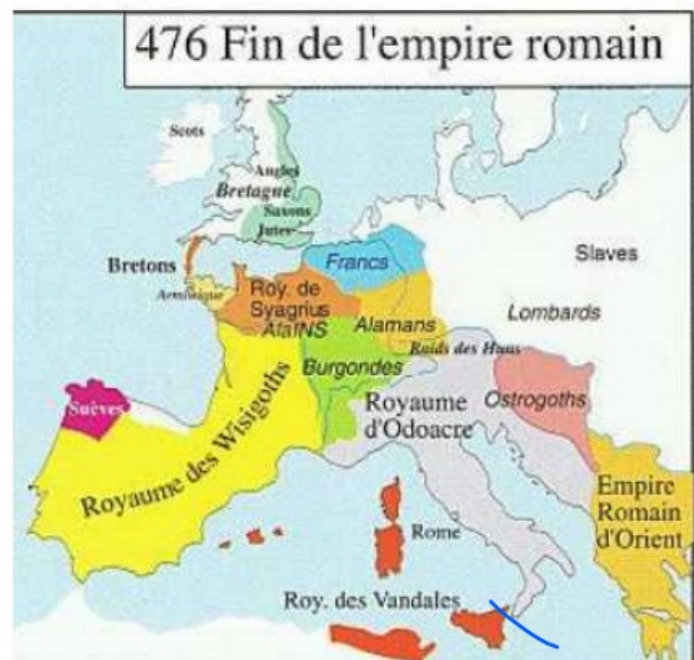 476 Fin de l'empire romain
Scots
Angles
Bretagne
Saxons
Jutes
Bretons
Armorique
Francs
Slaves
Roy. de
Syagrius
AlaINS
Alamans
Lombards
Raids des Huns
Burgondes
Suèves
Royaume des Wisigoths
Royaume
d'Odoacre
Ostrogoths
Empire
Romain
d'Orient
Rome
Roy. des Vandales